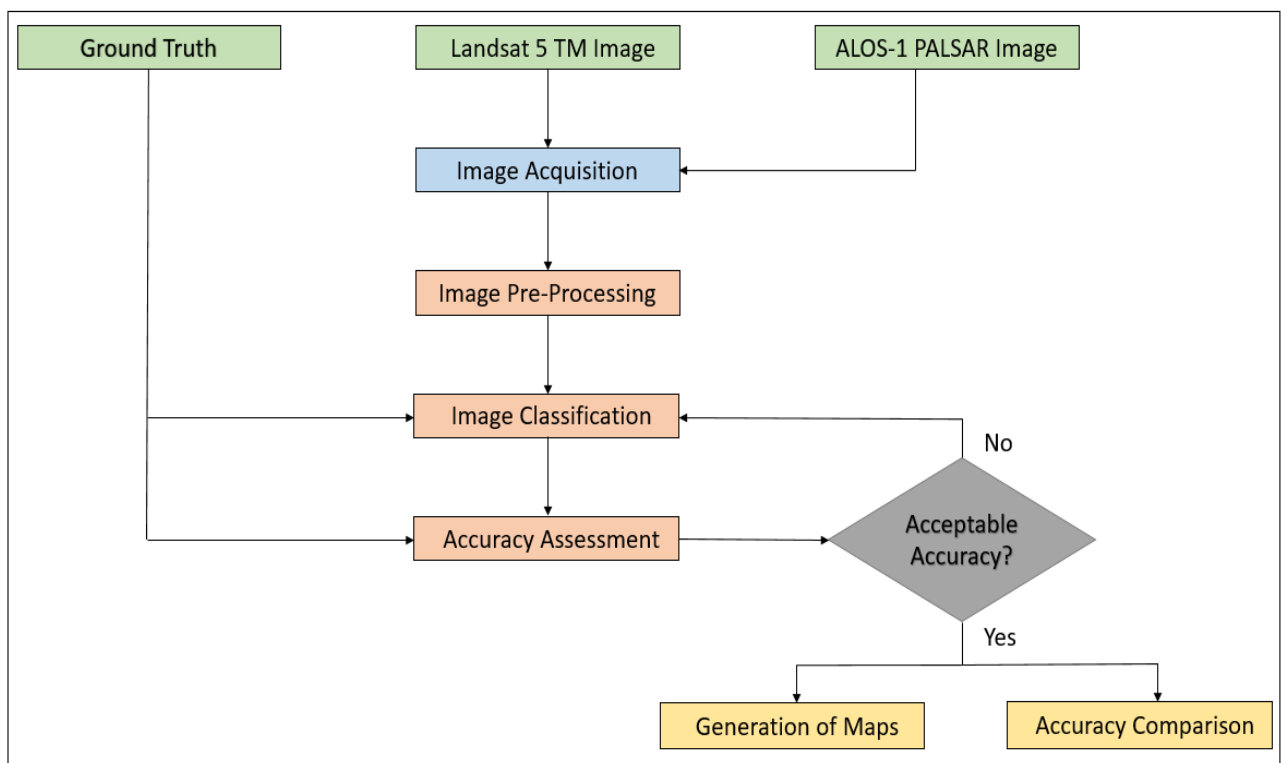 Ground Truth
Landsat 5 TM Image
ALOS-1 PALSAR Image
Image Acquisition
Image Pre-Processing
Image Classification
No
Acceptable
Accuracy?
Accuracy Assessment
Yes
Generation of Maps
Accuracy Comparison